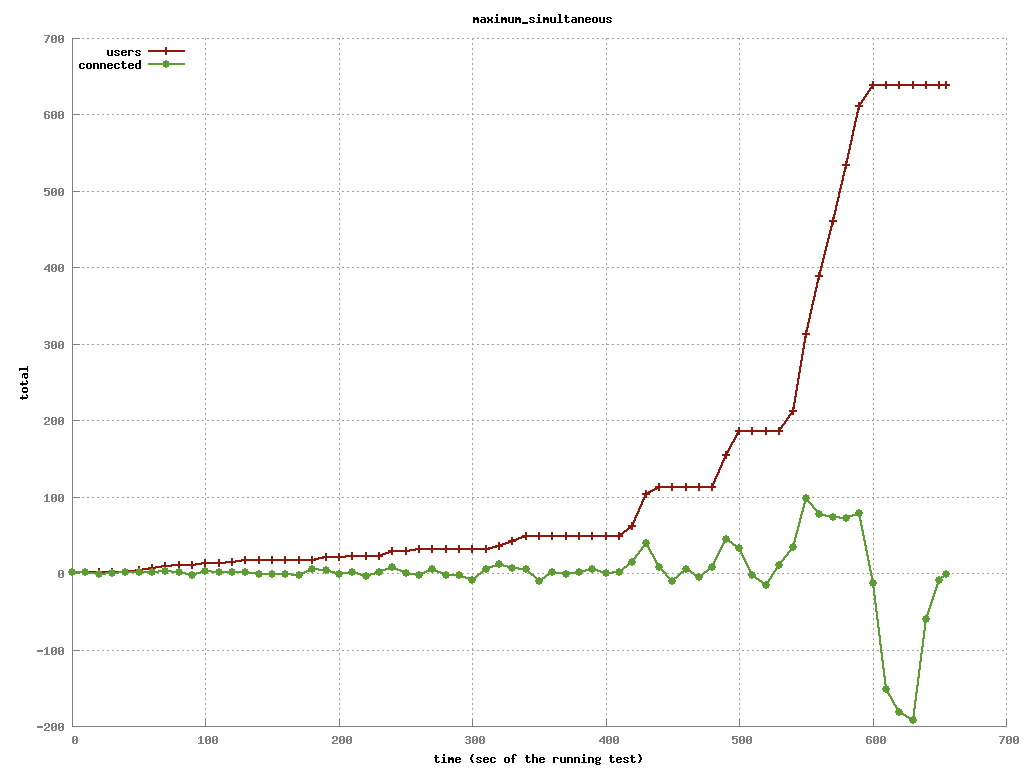 maximum_simultaneous
users
connected
700
600
500
400
300
200
100
0
-100
-200
total
0 100 200 300 400 500 600 700
time (sec of the running test)